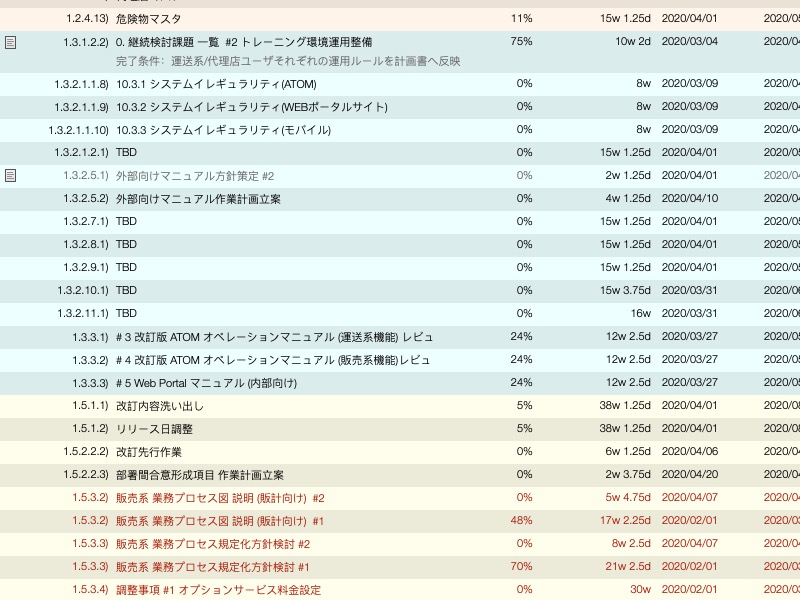 1.2.4.13) 危険物マスタ 11% 15w 1.25d 2020/04/01 2020/05
1.3.1.2.2) 0. 継続検討課題 一覧 #2 トレーニング環境運用整備 75% 10w 2d 2020/03/04 2020/04
完了条件：運送系/代理店ユーザそれぞれの運用ルールを計画書へ反映
1.3.2.1.1.8) 10.3.1 システムイレギュラリティ(ATOM) 0% 8w 2020/03/09 2020/04
1.3.2.1.1.9) 10.3.2 システムイレギュラリティ(WEBポータルサイト) 0% 8w 2020/03/09 2020/04
1.3.2.1.1.10) 10.3.3 システムイレギュラリティ(モバイル) 0% 8w 2020/03/09 2020/04
1.3.2.1.2.1) TBD 0% 15w 1.25d 2020/04/01 2020/05
1.3.2.5.1) 外部向けマニュアル方針策定 #2 0% 2w 1.25d 2020/04/01 2020/04
1.3.2.5.2) 外部向けマニュアル作業計画立案 0% 4w 1.25d 2020/04/10 2020/04
1.3.2.7.1) TBD 0% 15w 1.25d 2020/04/01 2020/05
1.3.2.8.1) TBD 0% 15w 1.25d 2020/04/01 2020/05
1.3.2.9.1) TBD 0% 15w 1.25d 2020/04/01 2020/05
1.3.2.10.1) TBD 0% 15w 3.75d 2020/03/31 2020/06
1.3.2.11.1) TBD 0% 16w 2020/03/31 2020/06
1.3.3.1) # 3 改訂版 ATOM オペレーションマニュアル (運送系機能) レビュ 24% 12w 2.5d 2020/03/27 2020/05
1.3.3.2) # 4 改訂版 ATOM オペレーションマニュアル (販売系機能)レビュ 24% 12w 2.5d 2020/03/27 2020/05
1.3.3.3) # 5 Web Portal マニュアル (内部向け) 24% 12w 2.5d 2020/03/27 2020/05
1.5.1.1) 改訂内容洗い出し 5% 38w 1.25d 2020/04/01 2020/08
1.5.1.2) リリース日調整 5% 38w 1.25d 2020/04/01 2020/08
1.5.2.2.2) 改訂先行作業 0% 6w 1.25d 2020/04/06 2020/04
1.5.2.2.3) 部署間合意形成項目 作業計画立案 0% 2w 3.75d 2020/04/20 2020/04
1.5.3.2) 販売系 業務プロセス図 説明 (販計向け) #2 0% 5w 4.75d 2020/04/07 2020/04
1.5.3.2) 販売系 業務プロセス図 説明 (販計向け) #1 48% 17w 2.25d 2020/02/01 2020/03
1.5.3.3) 販売系 業務プロセス規定化方針検討 #2 0% 8w 2.5d 2020/04/07 2020/04
1.5.3.3) 販売系 業務プロセス規定化方針検討 #1 70% 21w 2.5d 2020/02/01 2020/03
1.5.3.4) 調整事項 #1 オプションサービス料金設定 0% 30w 2020/02/01 2020/04